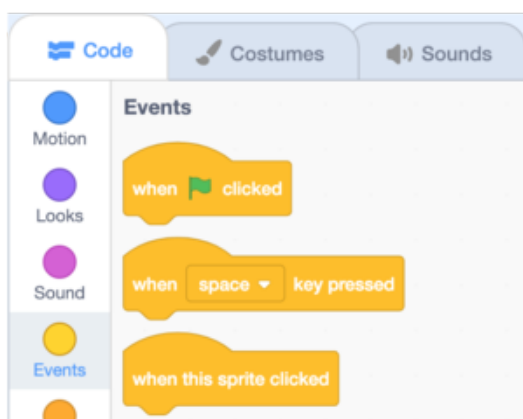 Code Costumes Sounds
Motion
Looks
Sound
Events
Events
when clicked
when space key pressed
when this sprite clicked